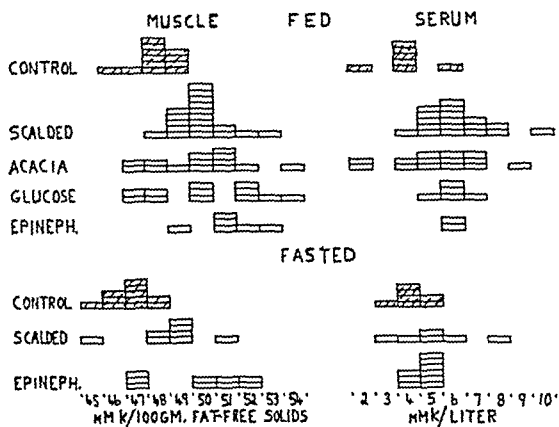 MUSCLE FED SERUM
CONTROL
SCALDED
ACACIA
GLUCOSE
EPINEPH.
FASTED
CONTROL
SCALDED
EPINEPH.
'45 '46 '47 '48 '49 '50 '51 '52 '53 '54' '2 '3 '4 '5 '6 '7 '8 '9 '10'
MM K/100GM. FAT-FREE SOLIDS. MMK/LITER